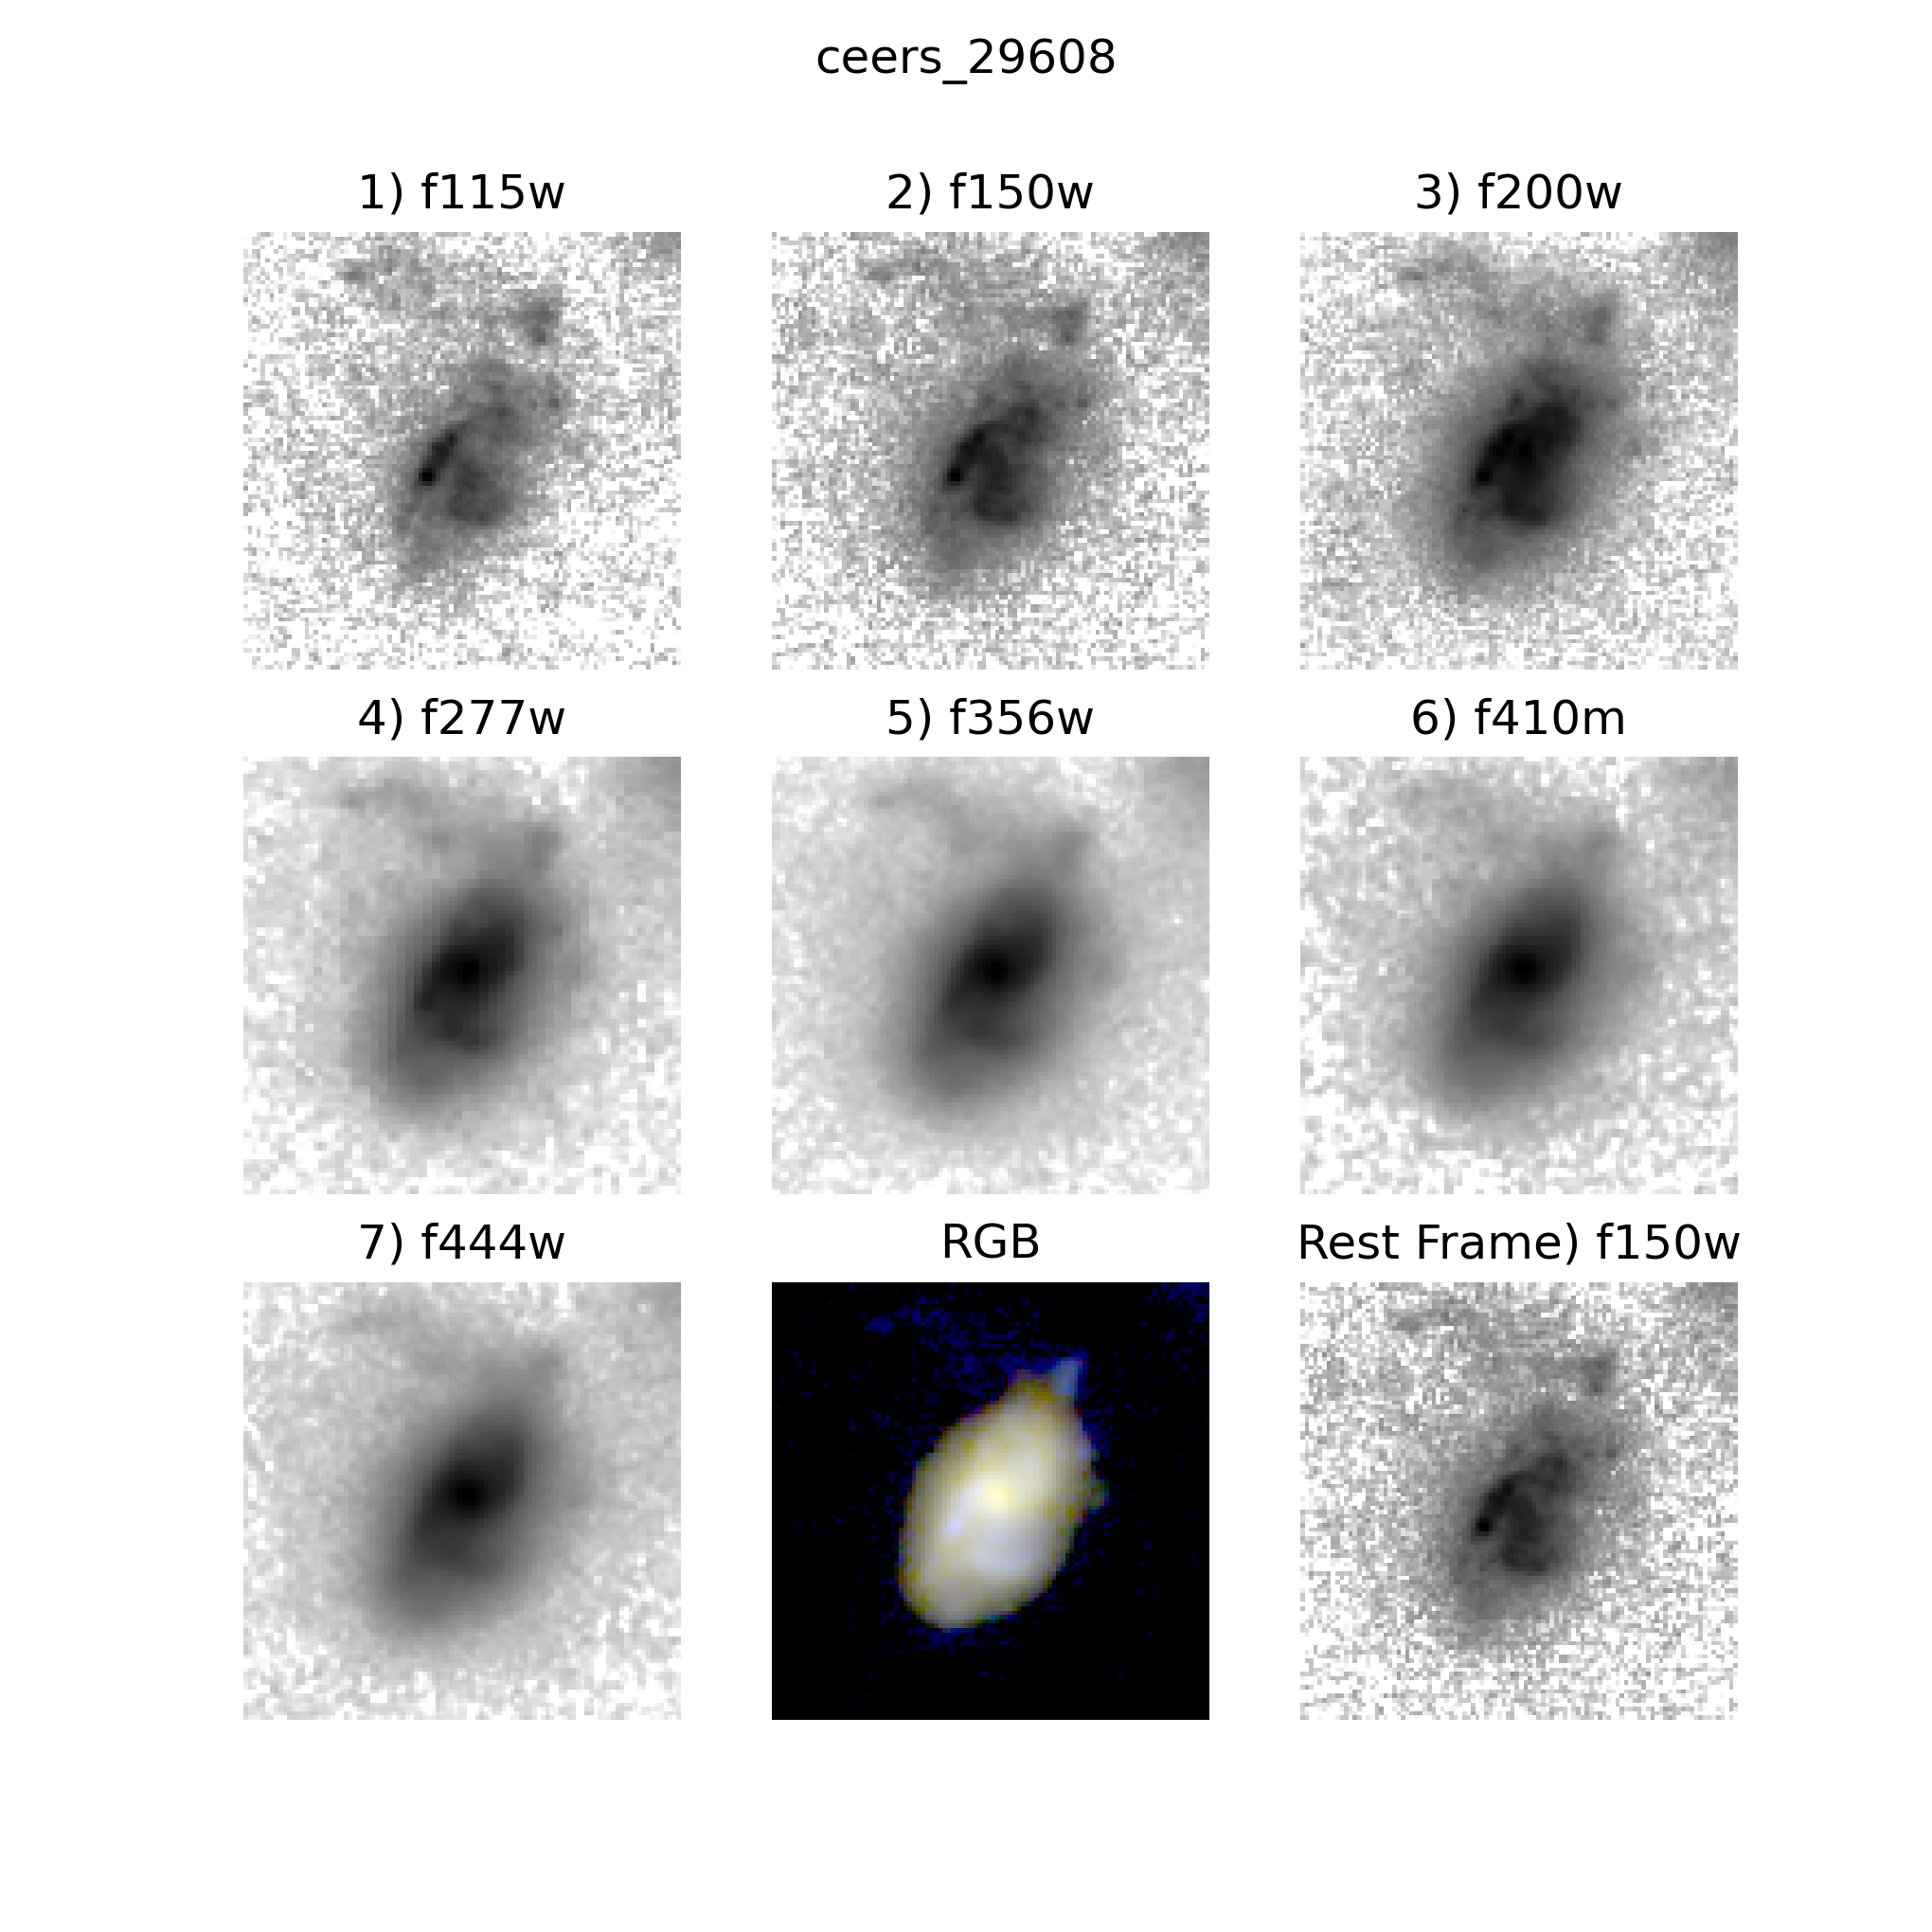 ceers_29608
1) f115w
2) f150w
3) f200w
4) f277w
5) f356w
6) f410m
7) f444w
RGB
Rest Frame) f150w